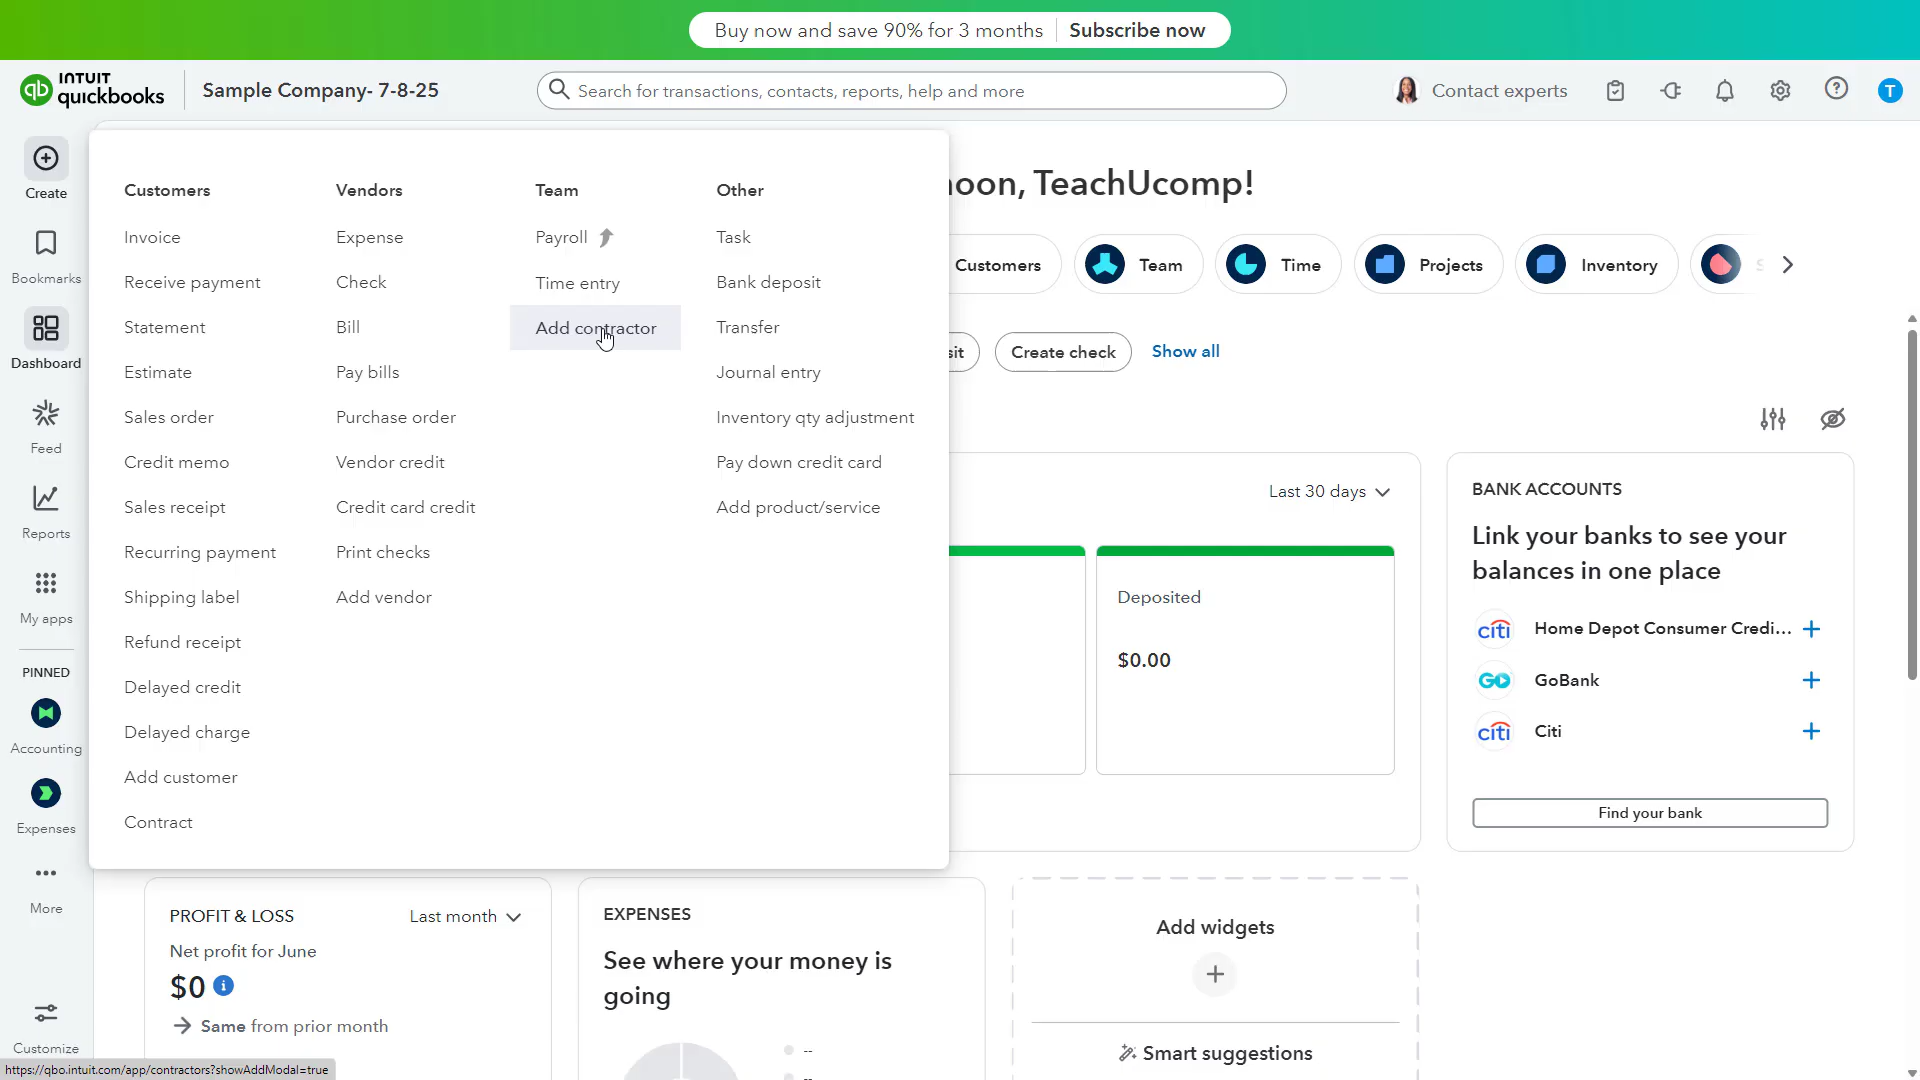 Buy now and save 90% for 3 months
Subscribe now
INTUIT
quickbooks
Sample Company- 7-8-25
Search for transactions, contacts, reports, help and more
Contact experts
T
Create
Bookmarks
Dashboard
Feed
Reports
My apps
PINNED
Accounting
Expenses
More
Customize
Customers
Invoice
Receive payment
Statement
Estimate
Sales order
Credit memo
Sales receipt
Recurring payment
Shipping label
Refund receipt
Delayed credit
Delayed charge
Add customer
Contract
Vendors
Expense
Check
Bill
Pay bills
Purchase order
Vendor credit
Credit card credit
Print checks
Add vendor
Team
Payroll
Time entry
Add contractor
Other
Task
Bank deposit
Transfer
Journal entry
Inventory qty adjustment
Pay down credit card
Add product/service
noon, TeachUcomp!
Customers
Team
Time
Projects
Inventory
sit
Create check
Show all
Last 30 days
Deposited
$0.00
BANK ACCOUNTS
Link your banks to see your
balances in one place
citi
Home Depot Consumer Credi...
GO
GoBank
citi
Citi
Find your bank
PROFIT & LOSS
Last month
Net profit for June
$0
Same from prior month
EXPENSES
See where your money is
going
--
--
Add widgets
Smart suggestions
https://qbo.intuit.com/app/contractors?showAddModal=true